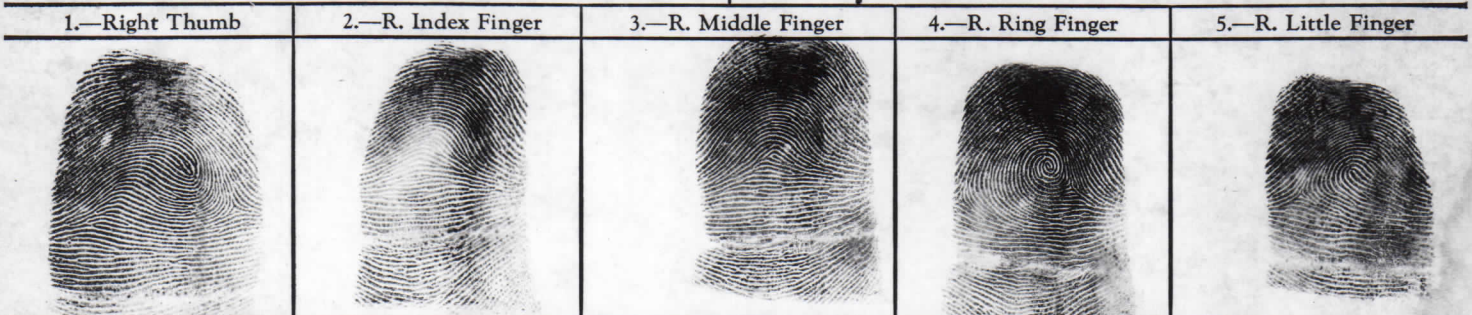 1.—Right Thumb
2.—R. Index Finger
3.—R. Middle Finger
4.—R. Ring Finger
5.—R. Little Finger